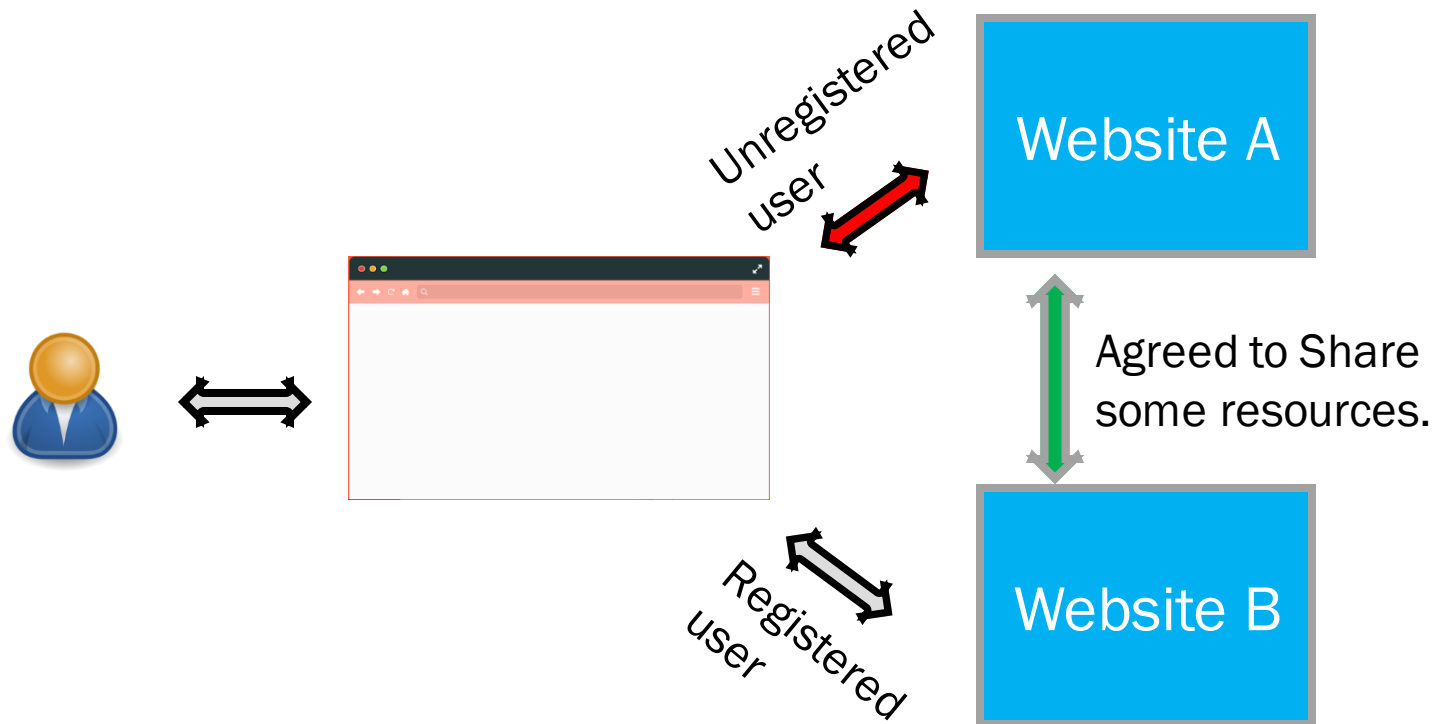 Unregistered
user
Website A
Agreed to Share
some resources.
Registered
user
Website B